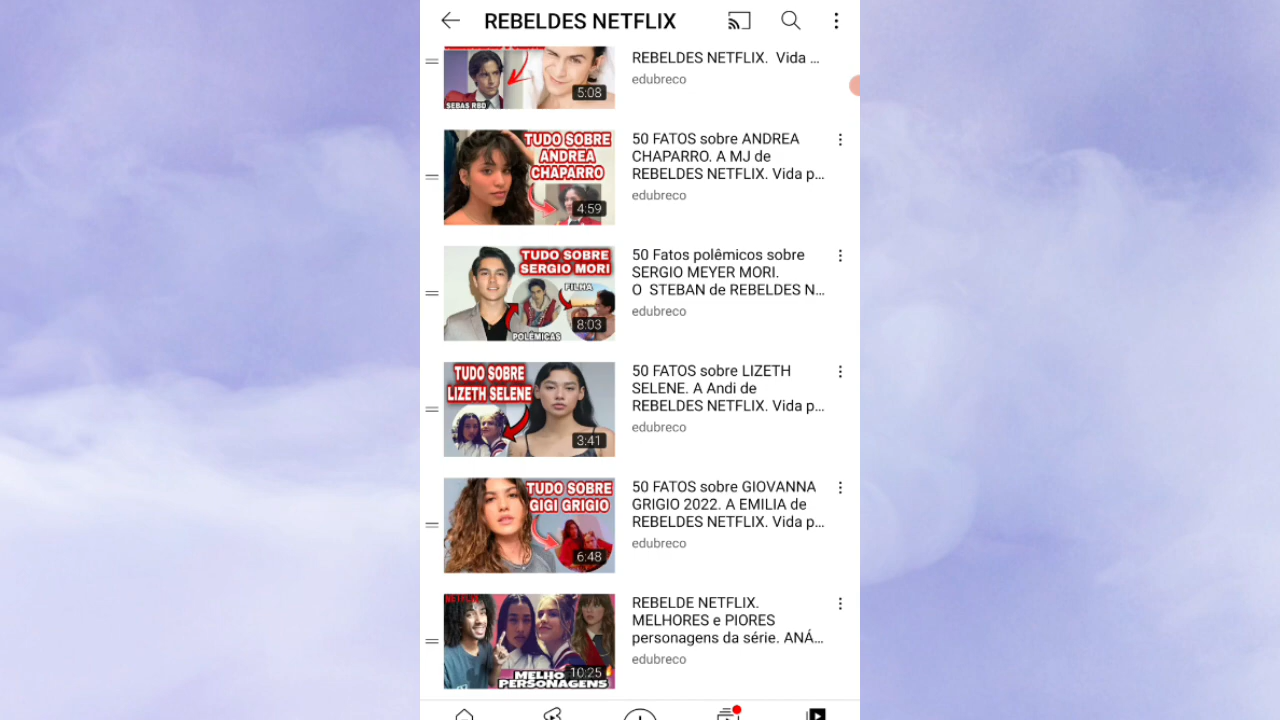 REBELDES NETFLIX
REBELDES NETFLIX. Vida ...
edubreco
SEBAS RBD
5:08
50 FATOS sobre ANDREA
CHAPARRO. A MJ de
REBELDES NETFLIX. Vida p...
edubreco
TUDO SOBRE
ANDREA
CHAPARRO
4:59
50 Fatos polêmicos sobre
SERGIO MEYER MORI.
O STEBAN de REBELDES N...
edubreco
TUDO SOBRE
SERGIO MORI
FILHA
POLÊMICAS
8:03
50 FATOS sobre LIZETH
SELENE. A Andi de
REBELDES NETFLIX. Vida p...
edubreco
TUDO SOBRE
LIZETH SELENE
3:41
50 FATOS sobre GIOVANNA
GRIGIO 2022. A EMILIA de
REBELDES NETFLIX. Vida p...
edubreco
TUDO SOBRE
GIGI GRIGIO
6:48
REBELDE NETFLIX.
MELHORES e PIORES
personagens da série. ANÁ...
edubreco
NETFLIX
MELHO
PERSONAGENS
10:25